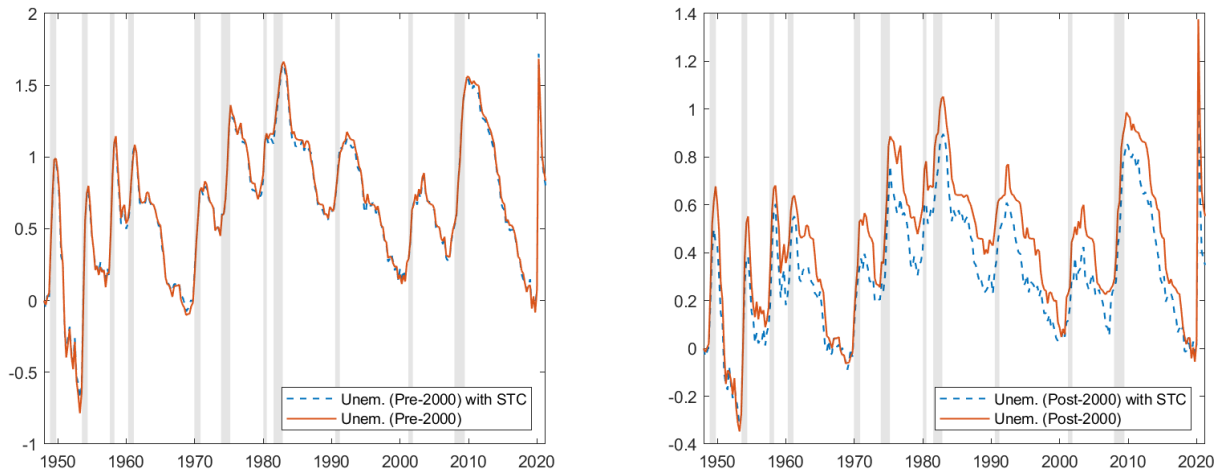 2
1.5
1
0.5
0
-0.5
-1
1950 1960 1970 1980 1990 2000 2010 2020
Unem. (Pre-2000) with STC
Unem. (Pre-2000)
1.4
1.2
1
0.8
0.6
0.4
0.2
0
-0.2
-0.4
1950 1960 1970 1980 1990 2000 2010 2020
Unem. (Post-2000) with STC
Unem. (Post-2000)